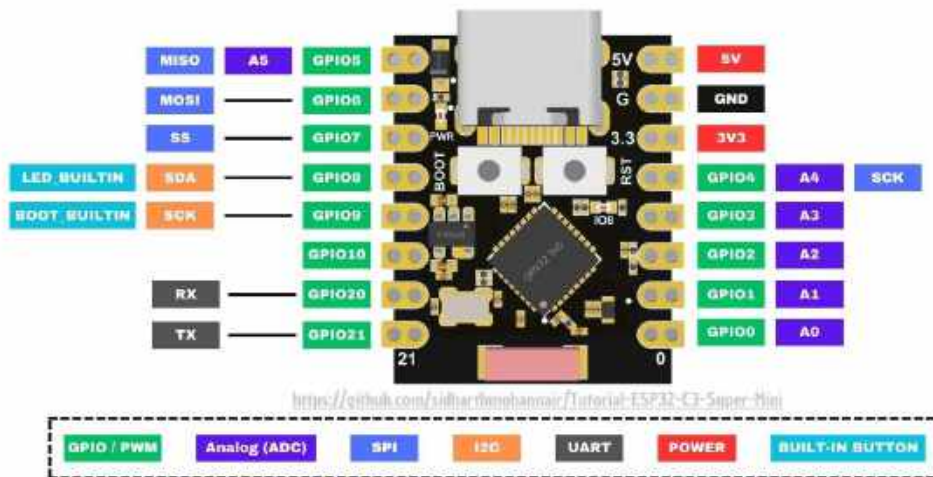 MISO A5 GPIO5 5V 5V
MOSI GPIO6 G GND
SS GPIO7 PWR 3.3 3V3
LED_BUILTIN SDA GPIO8 BOOT RST GPIO4 A4 SCK
BOOT_BUILTIN SCK GPIO9 IO8 GPIO3 A3
GPIO10 GPIO2 A2
RX GPIO20 GPIO1 A1
TX GPIO21 GPIO0 A0
21 0
https://github.com/sidharthmohannair/Tutorial-ESP32-C3-Super-Mini
GPIO / PWM Analog (ADC) SPI I2C UART POWER BUILT-IN BUTTON